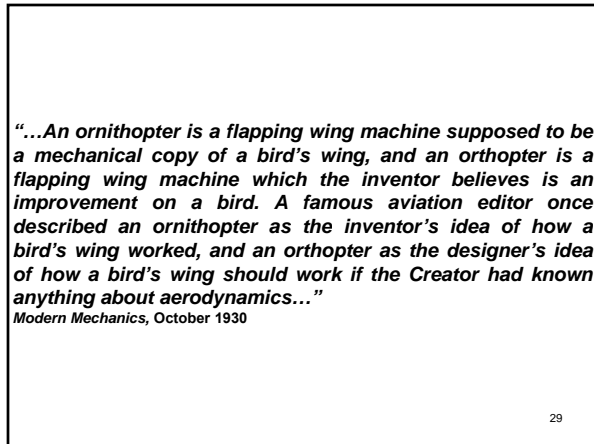 “…An ornithopter is a flapping wing machine supposed to be
a mechanical copy of a bird’s wing, and an orthopter is a
flapping wing machine which the inventor believes is an
improvement on a bird. A famous aviation editor once
described an ornithopter as the inventor’s idea of how a
bird’s wing worked, and an orthopter as the designer’s idea
of how a bird’s wing should work if the Creator had known
anything about aerodynamics…”
Modern Mechanics, October 1930
29